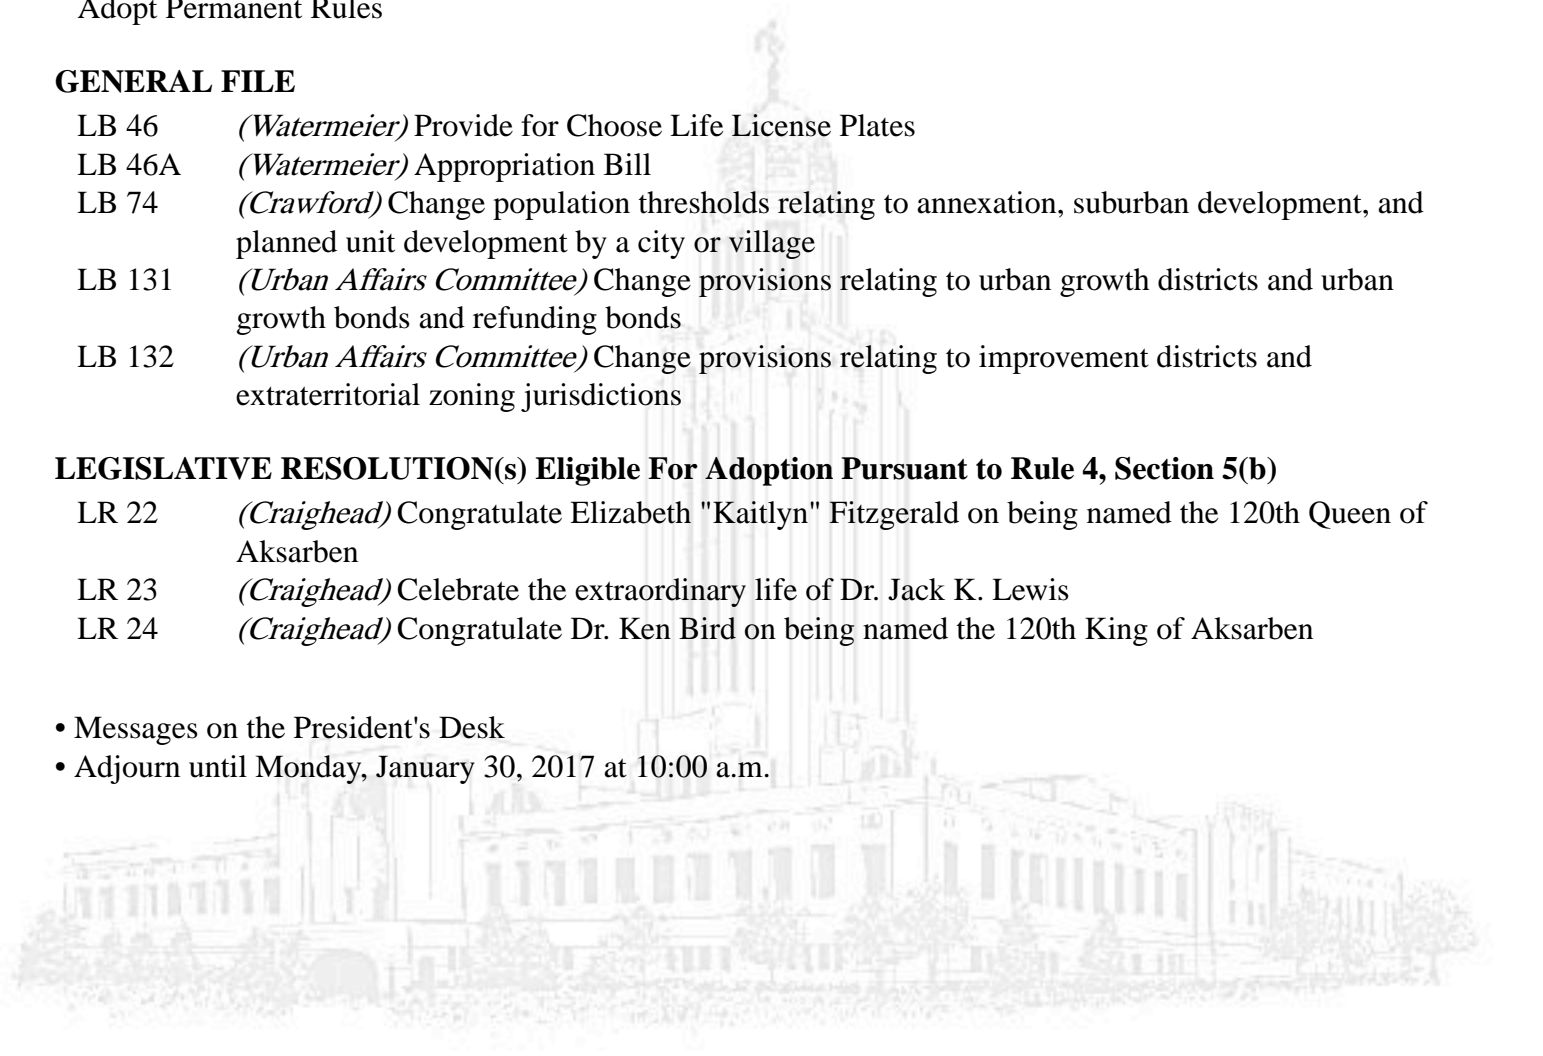 Adopt Permanent Rules
GENERAL FILE
LB 46 (Watermeier) Provide for Choose Life License Plates
LB 46A (Watermeier) Appropriation Bill
LB 74 (Crawford) Change population thresholds relating to annexation, suburban development, and
planned unit development by a city or village
LB 131 (Urban Affairs Committee) Change provisions relating to urban growth districts and urban
growth bonds and refunding bonds
LB 132 (Urban Affairs Committee) Change provisions relating to improvement districts and
extraterritorial zoning jurisdictions
LEGISLATIVE RESOLUTION(s) Eligible For Adoption Pursuant to Rule 4, Section 5(b)
LR 22 (Craighead) Congratulate Elizabeth "Kaitlyn" Fitzgerald on being named the 120th Queen of
Aksarben
LR 23 (Craighead) Celebrate the extraordinary life of Dr. Jack K. Lewis
LR 24 (Craighead) Congratulate Dr. Ken Bird on being named the 120th King of Aksarben
• Messages on the President's Desk
• Adjourn until Monday, January 30, 2017 at 10:00 a.m.